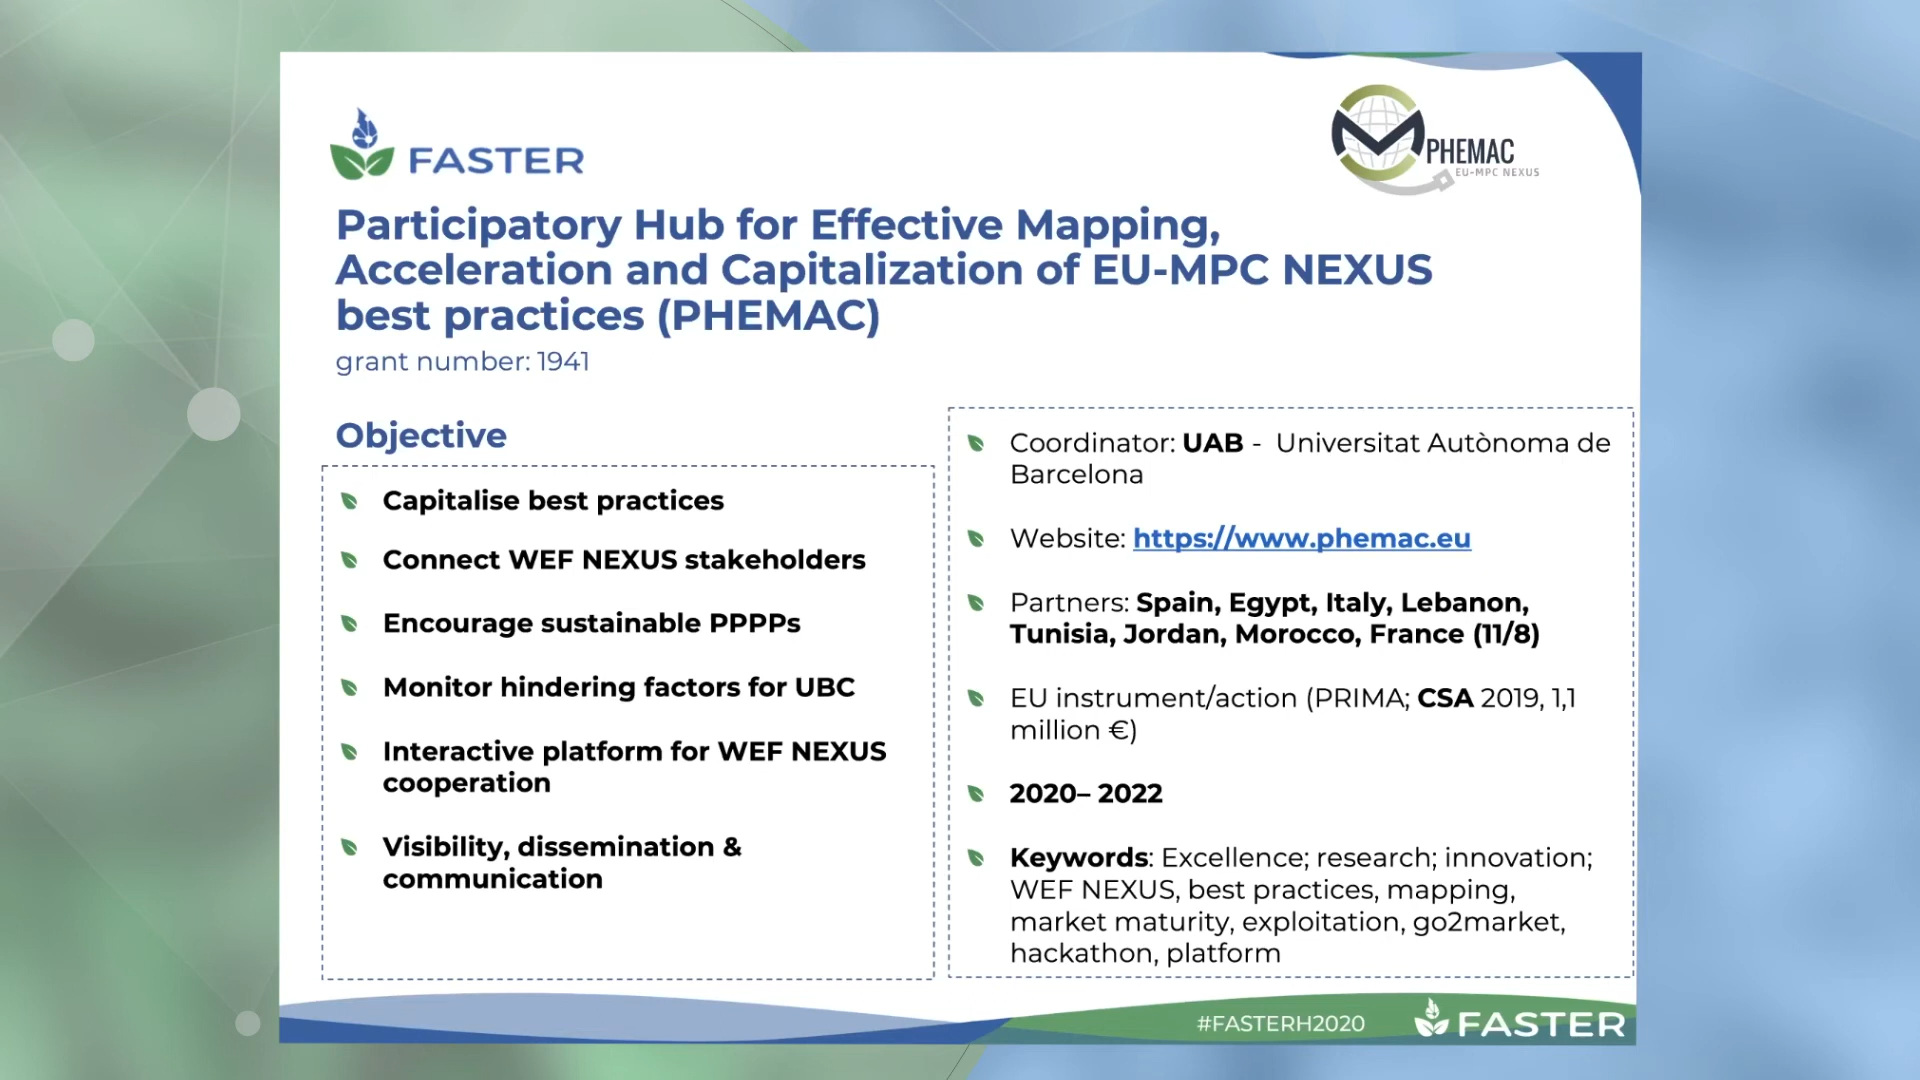 FASTER
PHEMAC
EU-MPC NEXUS
Participatory Hub for Effective Mapping,
Acceleration and Capitalization of EU-MPC NEXUS
best practices (PHEMAC)
grant number: 1941
Objective
Capitalise best practices
Connect WEF NEXUS stakeholders
Encourage sustainable PPPPs
Monitor hindering factors for UBC
Interactive platform for WEF NEXUS
cooperation
Visibility, dissemination &
communication
Coordinator: UAB - Universitat Autònoma de
Barcelona
Website: https://www.phemac.eu
Partners: Spain, Egypt, Italy, Lebanon,
Tunisia, Jordan, Morocco, France (11/8)
EU instrument/action (PRIMA; CSA 2019, 1,1
million €)
2020– 2022
Keywords: Excellence; research; innovation;
WEF NEXUS, best practices, mapping,
market maturity, exploitation, go2market,
hackathon, platform
#FASTERH2020
FASTER